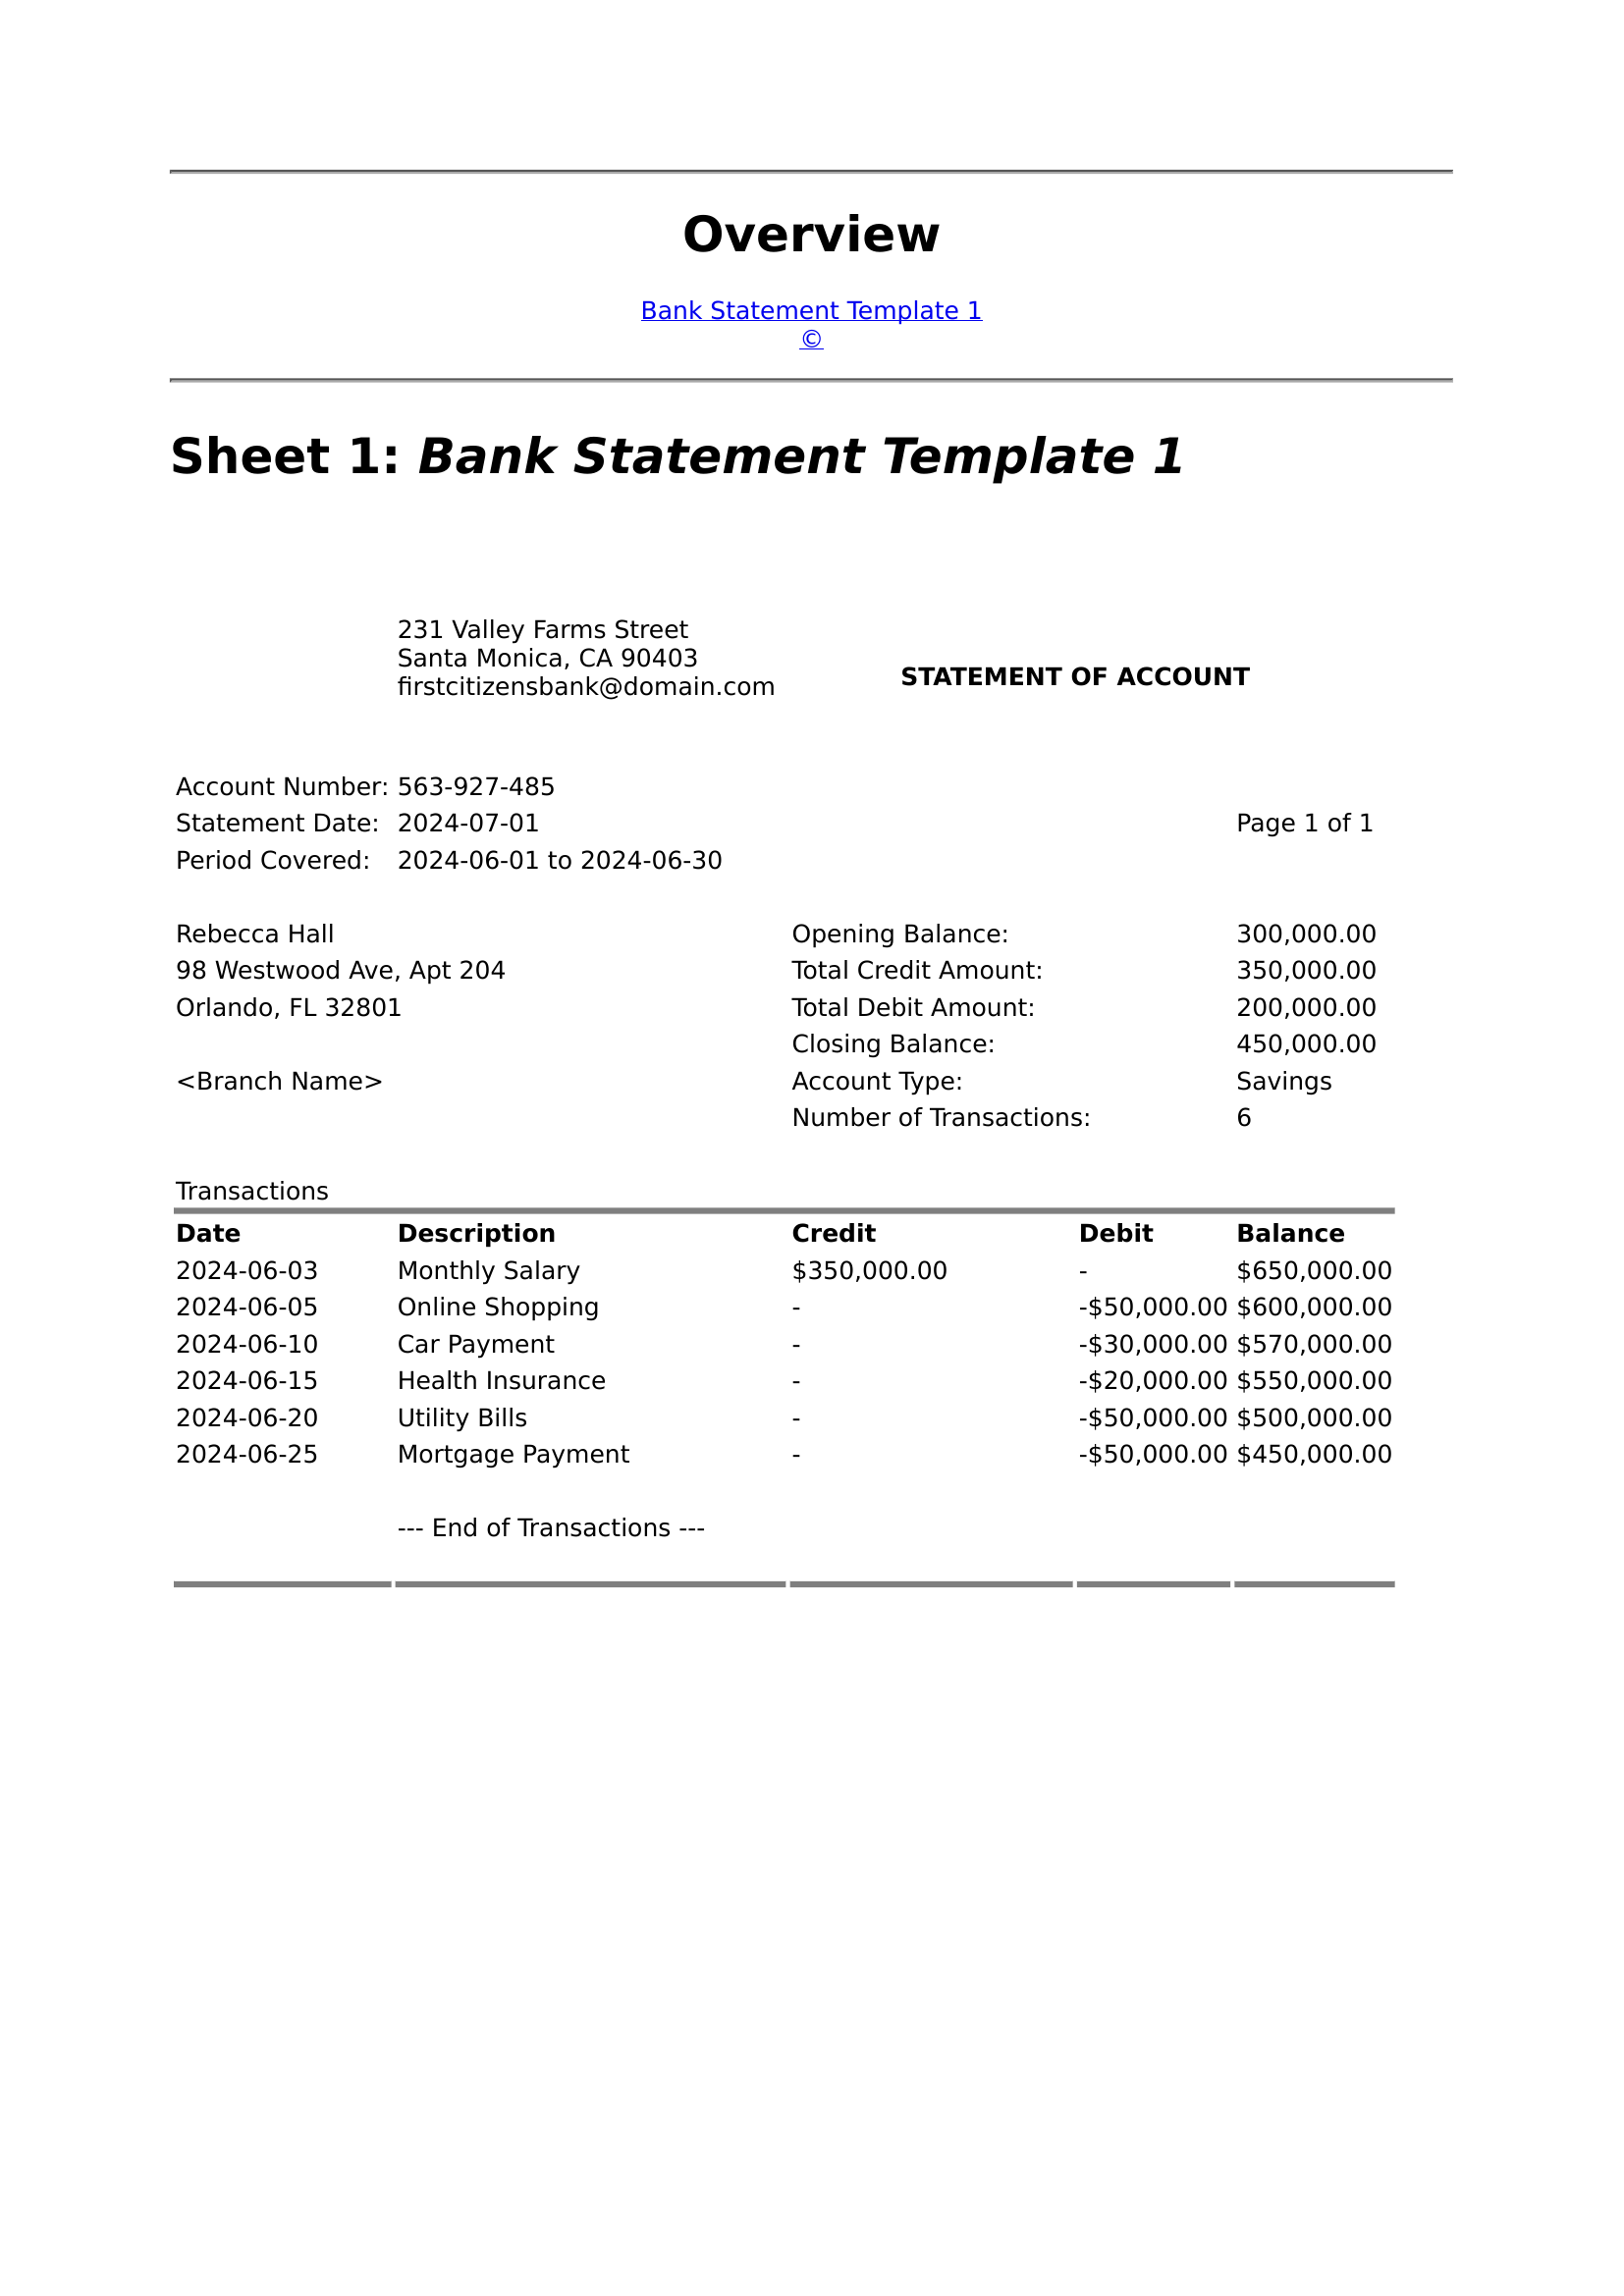 Overview
Bank Statement Template 1
©
Sheet 1: Bank Statement Template 1
231 Valley Farms Street
Santa Monica, CA 90403
firstcitizensbank@domain.com
STATEMENT OF ACCOUNT
Account Number: 563-927-485
Statement Date: 2024-07-01 Page 1 of 1
Period Covered: 2024-06-01 to 2024-06-30
Rebecca Hall Opening Balance: 300,000.00
98 Westwood Ave, Apt 204 Total Credit Amount: 350,000.00
Orlando, FL 32801 Total Debit Amount: 200,000.00
Closing Balance: 450,000.00
<Branch Name> Account Type: Savings
Number of Transactions: 6
Transactions
Date Description Credit Debit Balance
2024-06-03 Monthly Salary $350,000.00 - $650,000.00
2024-06-05 Online Shopping - -$50,000.00 $600,000.00
2024-06-10 Car Payment - -$30,000.00 $570,000.00
2024-06-15 Health Insurance - -$20,000.00 $550,000.00
2024-06-20 Utility Bills - -$50,000.00 $500,000.00
2024-06-25 Mortgage Payment - -$50,000.00 $450,000.00
--- End of Transactions ---